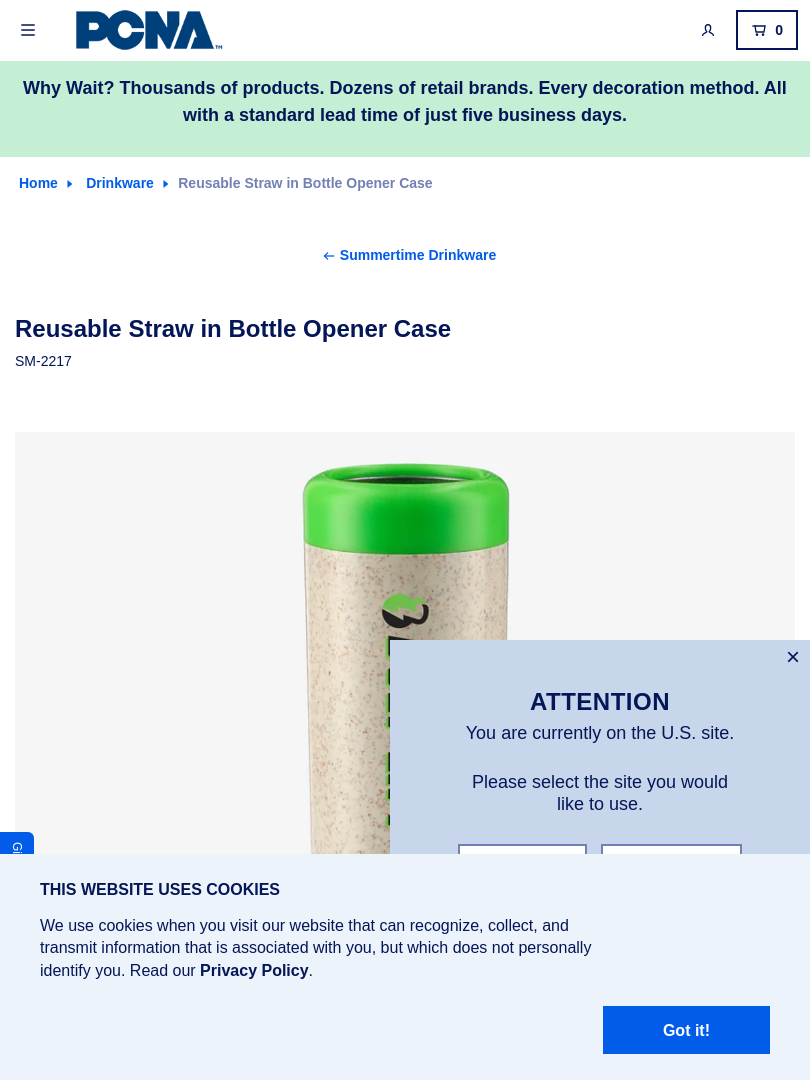 PCNA™
0
Why Wait? Thousands of products. Dozens of retail brands. Every decoration method. All
with a standard lead time of just five business days.
Home
Drinkware
Reusable Straw in Bottle Opener Case
← Summertime Drinkware
Reusable Straw in Bottle Opener Case
SM-2217
×
ATTENTION
You are currently on the U.S. site.
Please select the site you would
like to use.
THIS WEBSITE USES COOKIES
We use cookies when you visit our website that can recognize, collect, and
transmit information that is associated with you, but which does not personally
identify you. Read our Privacy Policy.
Got it!